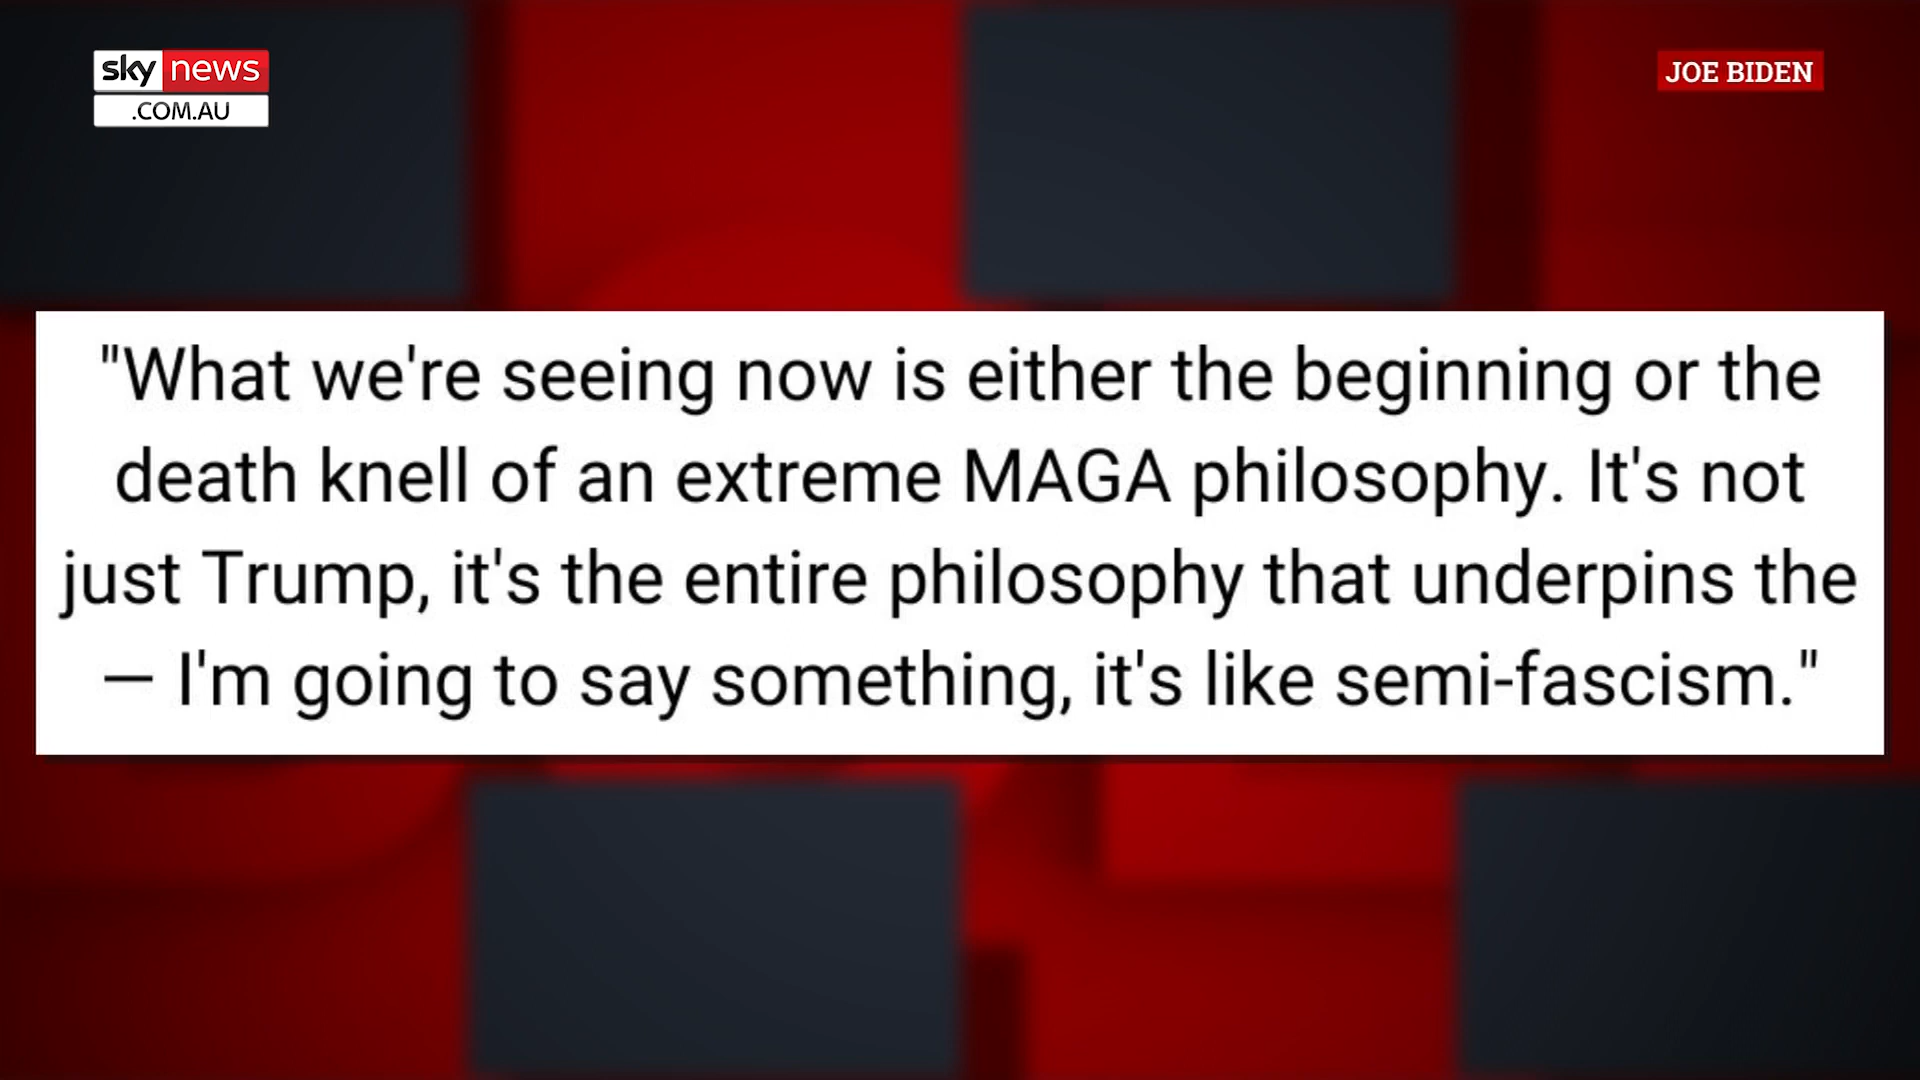 sky news
.COM.AU
JOE BIDEN
"What we're seeing now is either the beginning or the
death knell of an extreme MAGA philosophy. It's not
just Trump, it's the entire philosophy that underpins the
— I'm going to say something, it's like semi-fascism."